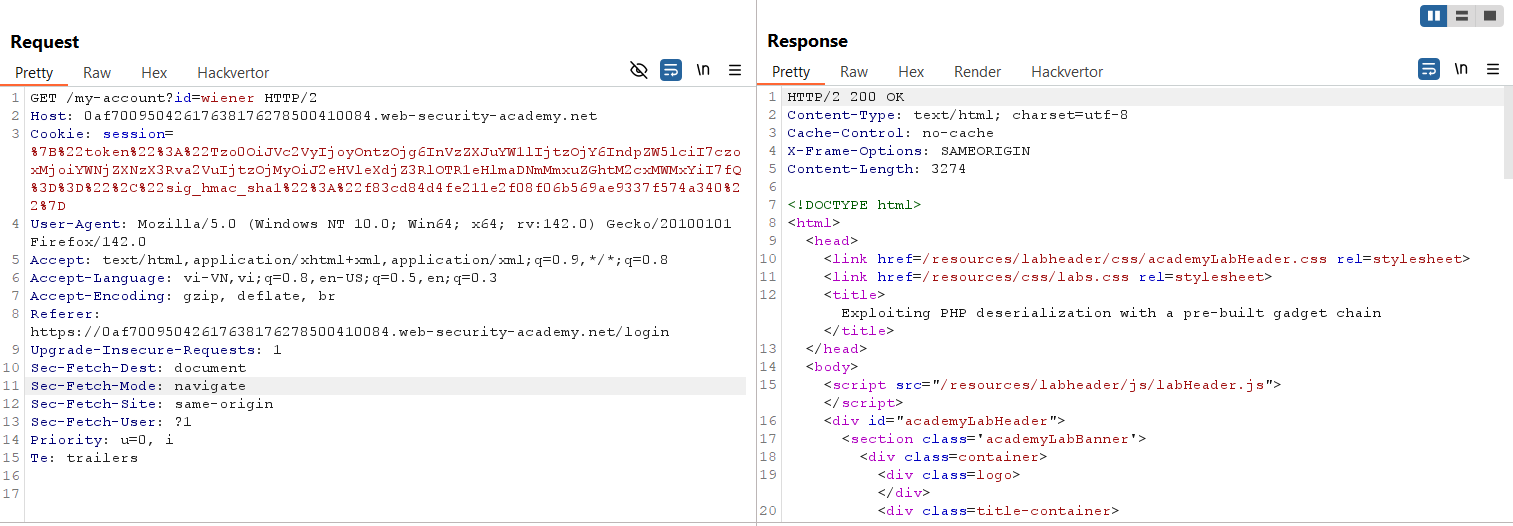 Request
Pretty Raw Hex Hackvertor
\n
1 GET /my-account?id=wiener HTTP/2
2 Host: 0af700950426176381762785004100​84.web-security-academy.net
3 Cookie: session=
%7B%22token%22%3A%22Tzo0OiJVc2VyIjoyOntzOjg6InVzZXJuYW1lIjtzOjY6IndpZW5lciI7czo
xMjoiYWNjZXNzX3Rva2VuIjtzOjMyOiJ2eHVleXdjZ3RlOTR1eHlmaDNmMmxuZGhtM2cxMWMxYiI7fQ
%3D%3D%22%2C%22sig_hmac_sha1%22%3A%22f83cd84d4fe211e2f08f06b569ae9337f574a340%2
2%7D
4 User-Agent: Mozilla/5.0 (Windows NT 10.0; Win64; x64; rv:142.0) Gecko/20100101
Firefox/142.0
5 Accept: text/html,application/xhtml+xml,application/xml;q=0.9,*/*;q=0.8
6 Accept-Language: vi-VN,vi;q=0.8,en-US;q=0.5,en;q=0.3
7 Accept-Encoding: gzip, deflate, br
8 Referer:
https://0af70095042617638176278500410084.web-security-academy.net/login
9 Upgrade-Insecure-Requests: 1
10 Sec-Fetch-Dest: document
11 Sec-Fetch-Mode: navigate
12 Sec-Fetch-Site: same-origin
13 Sec-Fetch-User: ?1
14 Priority: u=0, i
15 Te: trailers
16
17
Response
Pretty Raw Hex Render Hackvertor
\n
1 HTTP/2 200 OK
2 Content-Type: text/html; charset=utf-8
3 Cache-Control: no-cache
4 X-Frame-Options: SAMEORIGIN
5 Content-Length: 3274
6
7 <!DOCTYPE html>
8 <html>
9 <head>
10 <link href=/resources/labheader/css/academyLabHeader.css rel=stylesheet>
11 <link href=/resources/css/labs.css rel=stylesheet>
12 <title>
Exploiting PHP deserialization with a pre-built gadget chain
</title>
13 </head>
14 <body>
15 <script src="/resources/labheader/js/labHeader.js">
</script>
16 <div id="academyLabHeader">
17 <section class='academyLabBanner'>
18 <div class=container>
19 <div class=logo>
</div>
20 <div class=title-container>